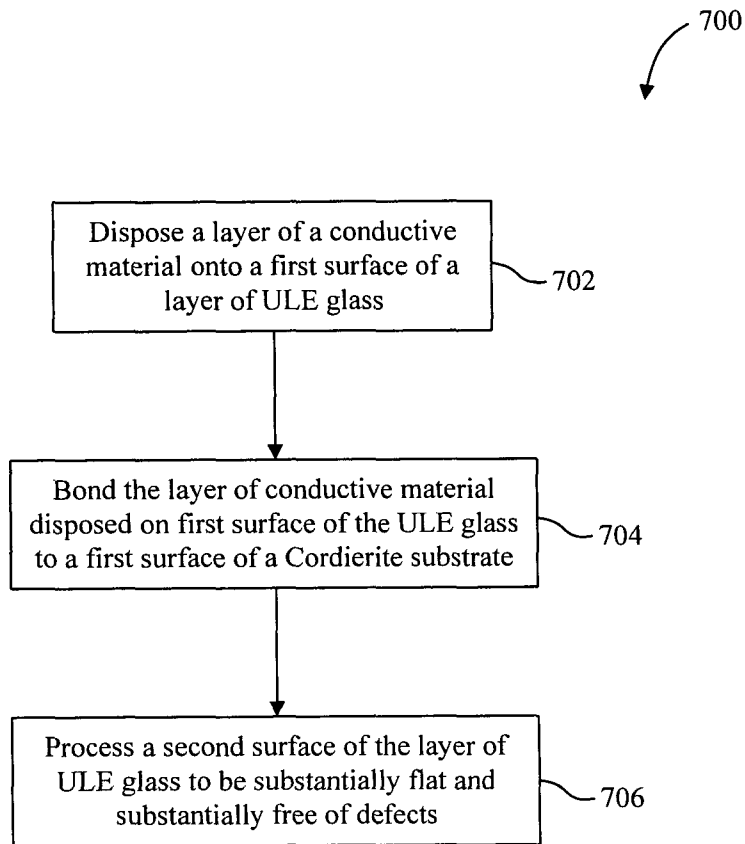 700
Dispose a layer of a conductive
material onto a first surface of a
layer of ULE glass
702
Bond the layer of conductive material
disposed on first surface of the ULE glass
to a first surface of a Cordierite substrate
704
Process a second surface of the layer of
ULE glass to be substantially flat and
substantially free of defects
706